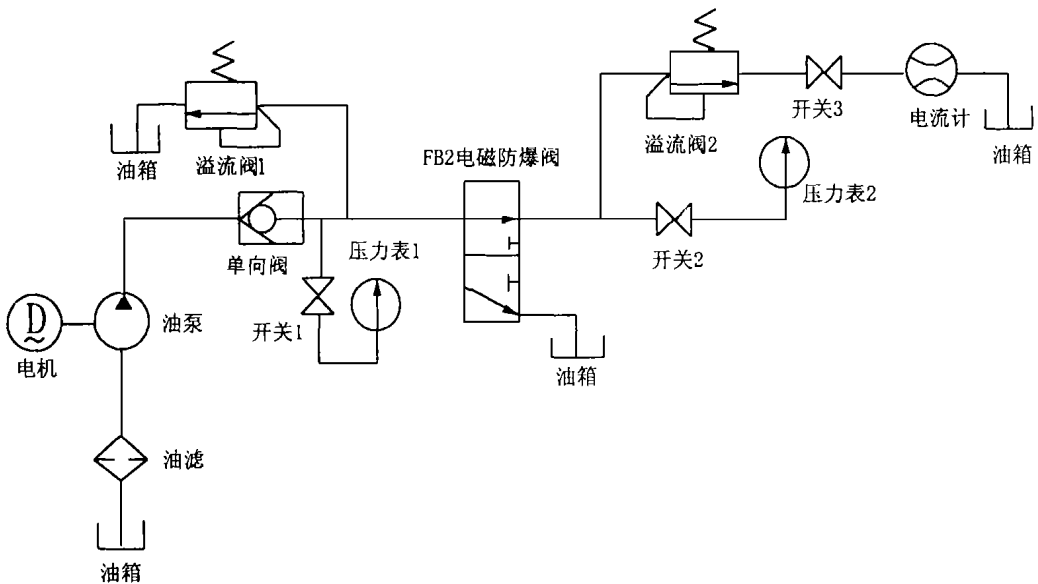 油箱
溢流阀1
FB2电磁防爆阀
溢流阀2
开关3
电流计
油箱
压力表2
单向阀
压力表1
开关2
油泵
开关1
D
电机
油箱
油滤
油箱